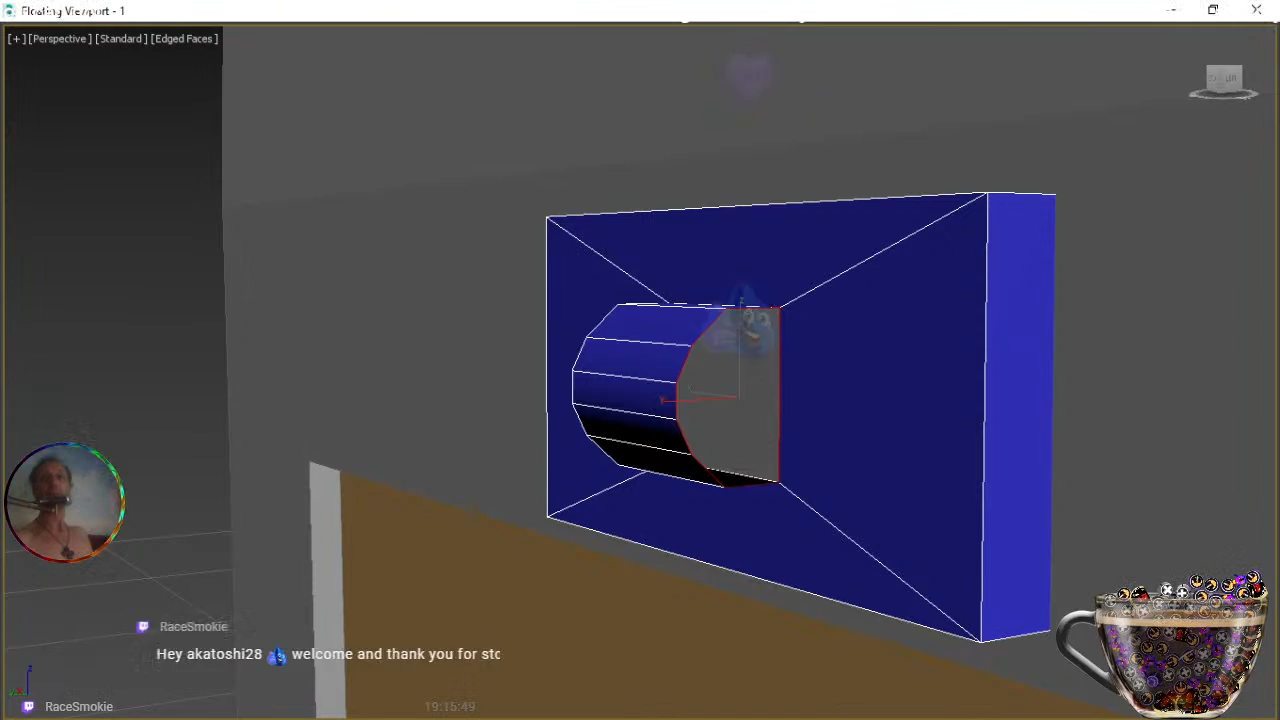 Floating Viewport - 1
[+] [Perspective] [Standard] [Edged Faces]
RaceSmokie
Hey akatoshi28 welcome and thank you for sto
RaceSmokie
19:15:49
z